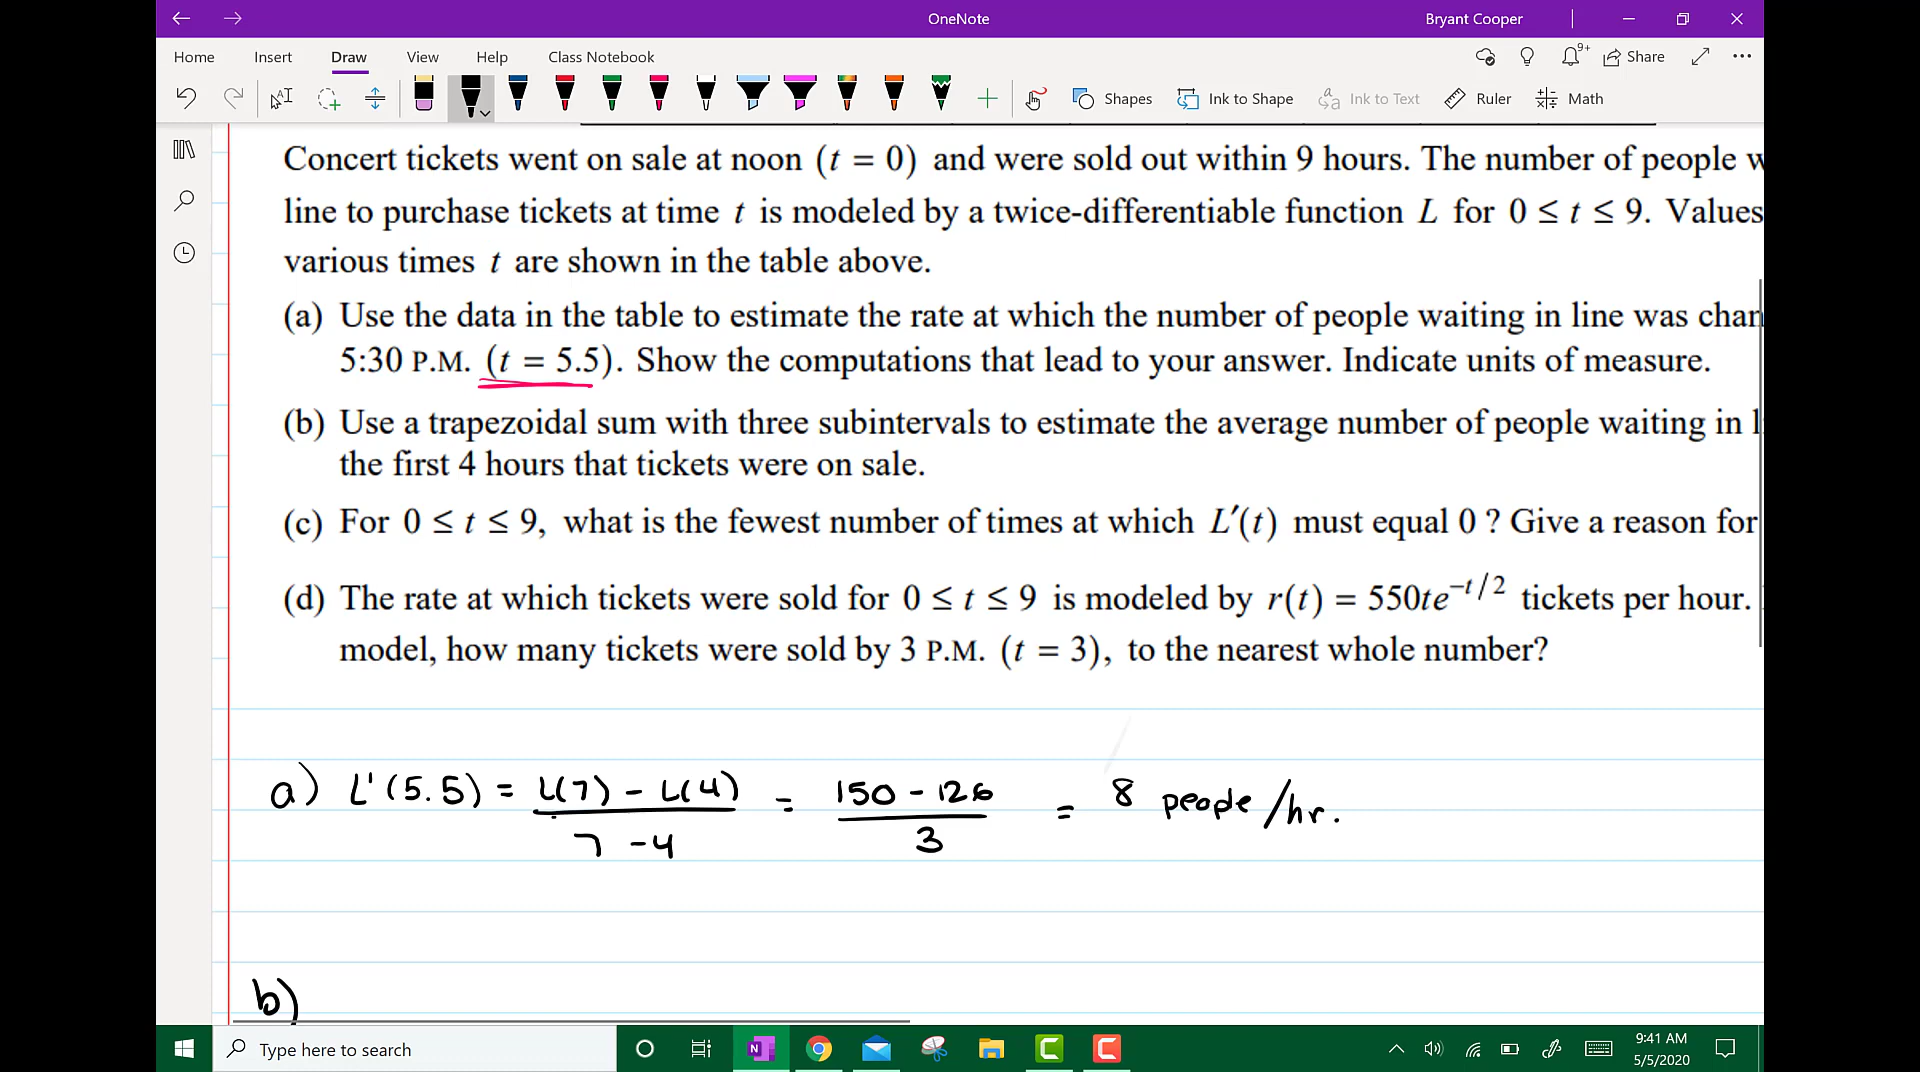 OneNote
Bryant Cooper
Home Insert Draw View Help Class Notebook
9+
Share
Shapes Ink to Shape Ink to Text Ruler Math
Concert tickets went on sale at noon (t = 0) and were sold out within 9 hours. The number of people w
line to purchase tickets at time t is modeled by a twice-differentiable function L for 0 ≤ t ≤ 9. Values
various times t are shown in the table above.
(a) Use the data in the table to estimate the rate at which the number of people waiting in line was chan
5:30 P.M. (t = 5.5). Show the computations that lead to your answer. Indicate units of measure.
(b) Use a trapezoidal sum with three subintervals to estimate the average number of people waiting in l
the first 4 hours that tickets were on sale.
(c) For 0 ≤ t ≤ 9, what is the fewest number of times at which L′(t) must equal 0 ? Give a reason for
(d) The rate at which tickets were sold for 0 ≤ t ≤ 9 is modeled by r(t) = 550te^{-t/2} tickets per hour.
model, how many tickets were sold by 3 P.M. (t = 3), to the nearest whole number?
a) L'(5.5) = L(7) - L(4) / 7 - 4 = 150 - 126 / 3 = 8 people/hr.
b)
Type here to search
9:41 AM
5/5/2020